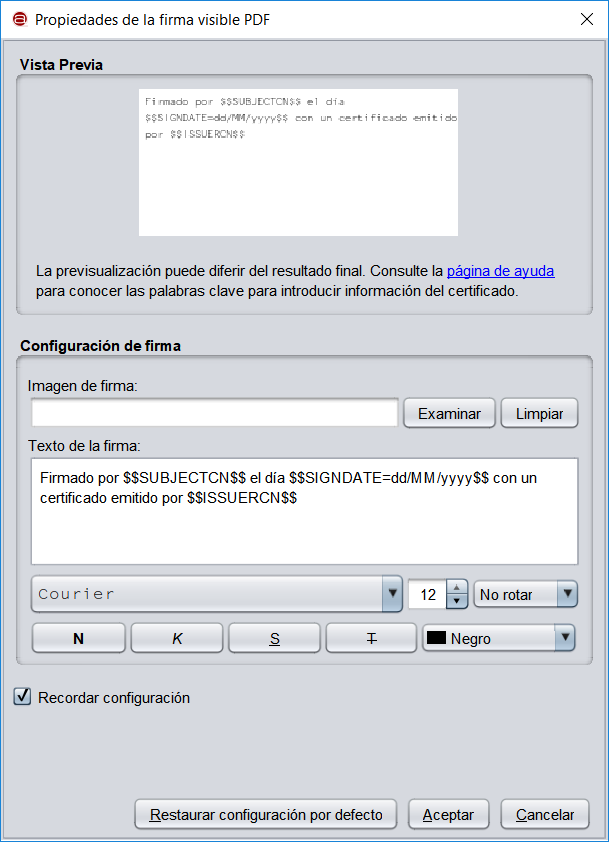 Propiedades de la firma visible PDF
Vista Previa
Firmado por $$SUBJECTCN$$ el día
$$SIGNDATE=dd/MM/yyyy$$ con un certificado emitido
por $$ISSUERCN$$
La previsualización puede diferir del resultado final. Consulte la página de ayuda
para conocer las palabras clave para introducir información del certificado.
Configuración de firma
Imagen de firma:
Examinar
Limpiar
Texto de la firma:
Firmado por $$SUBJECTCN$$ el día $$SIGNDATE=dd/MM/yyyy$$ con un
certificado emitido por $$ISSUERCN$$
Courier
12
No rotar
N
K
S
T
Negro
Recordar configuración
Restaurar configuración por defecto
Aceptar
Cancelar